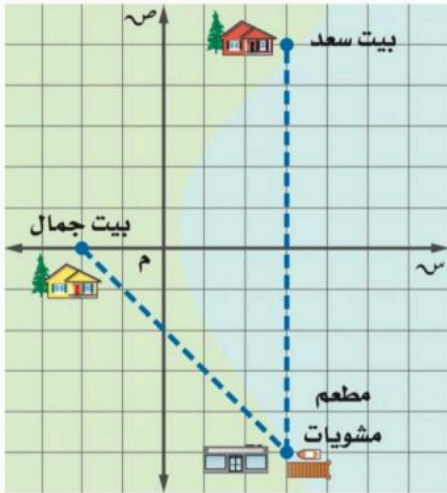 ص
بيت سعد
بيت جمال
م
س
مطعم
مشويات